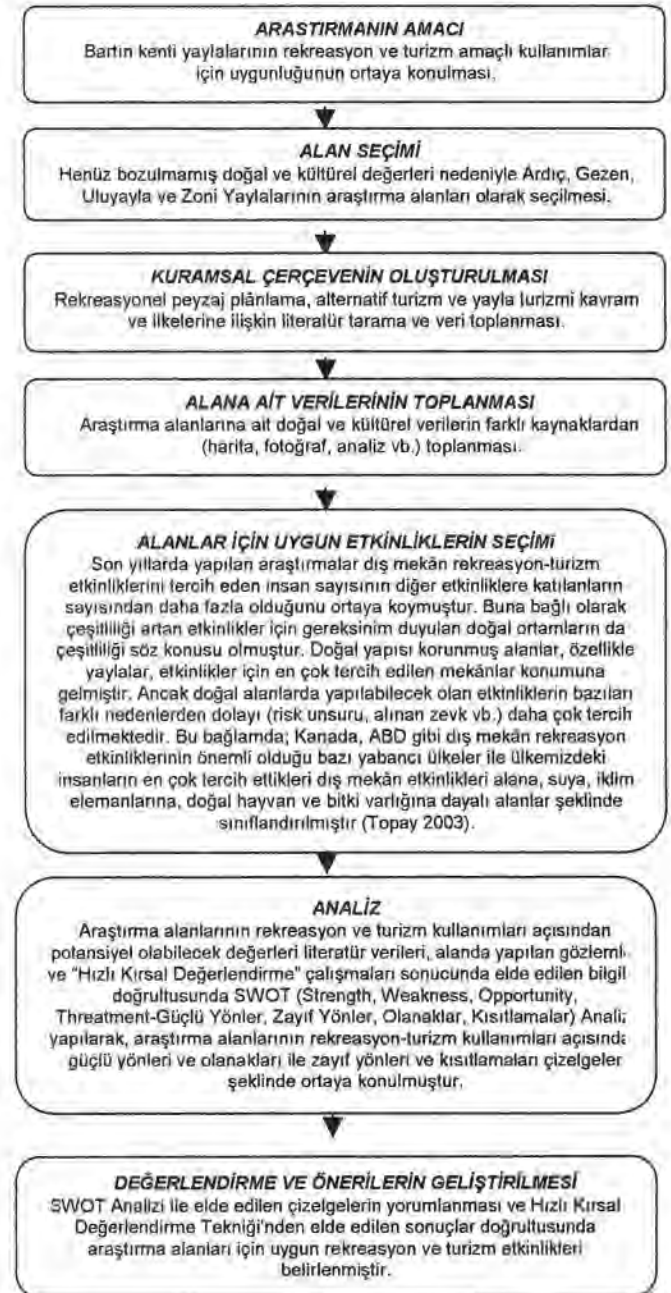 ARASTIRMANIN AMACI
Bartın kenti yaylalarının rekreasyon ve turizm amaçlı kullanımlar
için uygunluğunun ortaya konulması.
ALAN SEÇİMİ
Henüz bozulmamış doğal ve kültürel değerleri nedeniyle Ardıç, Gezen,
Uluyayla ve Zoni Yaylalarının araştırma alanları olarak seçilmesi.
KURAMSAL ÇERÇEVENİN OLUŞTURULMASI
Rekreasyonel peyzaj plânlama, alternatif turizm ve yayla turizmi kavram
ve ilkelerine ilişkin literatür tarama ve veri toplanması.
ALANA AİT VERİLERİNİN TOPLANMASI
Araştırma alanlarına ait doğal ve kültürel verilerin farklı kaynaklardan
(harita, fotoğraf, analiz vb.) toplanması.
ALANLAR İÇİN UYGUN ETKİNLİKLERİN SEÇİMİ
Son yıllarda yapılan araştırmalar dış mekân rekreasyon-turizm
etkinliklerini tercih eden insan sayısının diğer etkinliklere katılanların
sayısından daha fazla olduğunu ortaya koymuştur. Buna bağlı olarak
çeşitliliği artan etkinlikler için gereksinim duyulan doğal ortamların da
çeşitliliği söz konusu olmuştur. Doğal yapısı korunmuş alanlar, özellikle
yaylalar, etkinlikler için en çok tercih edilen mekânlar konumuna
gelmiştir. Ancak doğal alanlarda yapılabilecek olan etkinliklerin bazıları
farklı nedenlerden dolayı (risk unsuru, alınan zevk vb.) daha çok tercih
edilmektedir. Bu bağlamda; Kanada, ABD gibi dış mekân rekreasyon
etkinliklerinin önemli olduğu bazı yabancı ülkeler ile ülkemizdeki
insanların en çok tercih ettikleri dış mekân etkinlikleri alana, suya, iklim
elemanlarına, doğal hayvan ve bitki varlığına dayalı alanlar şeklinde
sınıflandırılmıştır (Topay 2003).
ANALİZ
Araştırma alanlarının rekreasyon ve turizm kullanımları açısından
potansiyel olabilecek değerleri literatür verileri, alanda yapılan gözleml
ve "Hızlı Kırsal Değerlendirme" çalışmaları sonucunda elde edilen bilgil
doğrultusunda SWOT (Strength, Weakness, Opportunity,
Threatment-Güçlü Yönler, Zayıf Yönler, Olanaklar, Kısıtlamalar) Analiz
yapılarak, araştırma alanlarının rekreasyon-turizm kullanımları açısında
güçlü yönleri ve olanakları ile zayıf yönleri ve kısıtlamaları çizelgeler
şeklinde ortaya konulmuştur.
DEĞERLENDİRME VE ÖNERİLERİN GELİŞTİRİLMESİ
SWOT Analizi ile elde edilen çizelgelerin yorumlanması ve Hızlı Kırsal
Değerlendirme Tekniği'nden elde edilen sonuçlar doğrultusunda
araştırma alanları için uygun rekreasyon ve turizm etkinlikleri
belirlenmiştir.